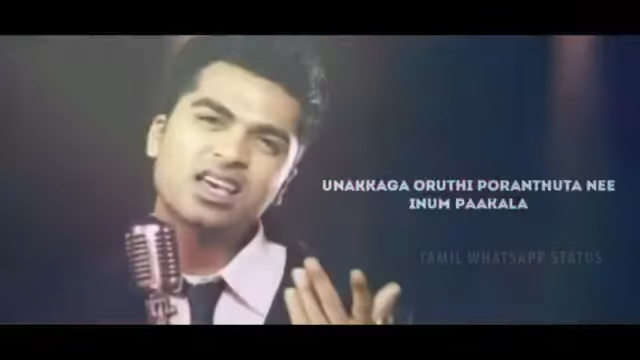 UNAKKAGA ORUTHI PORANTHUTA NEE
INUM PAAKALA
TAMIL WHATSAPP STATUS